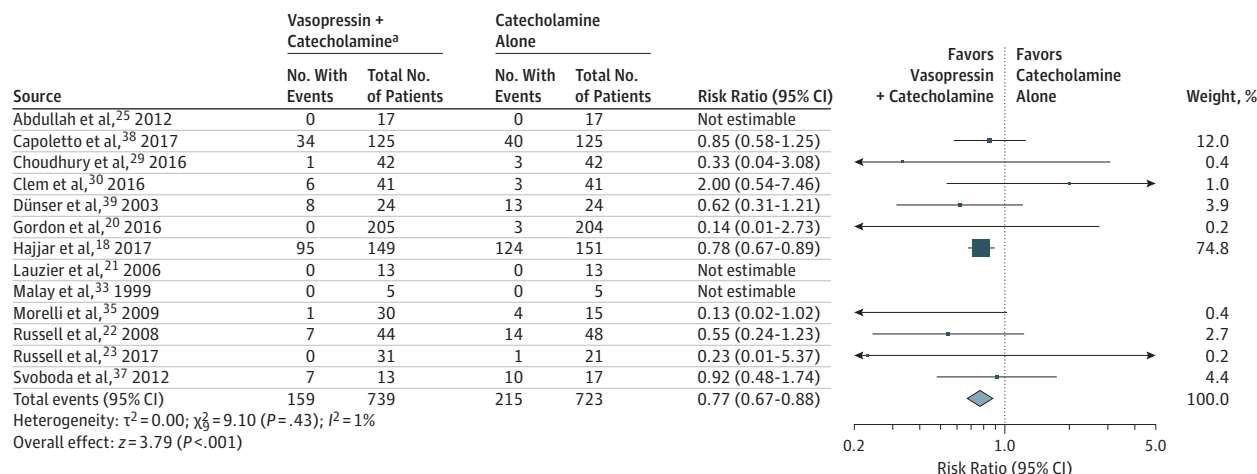 Vasopressin +
Catecholamineᵃ
Catecholamine
Alone
Favors
Vasopressin
+ Catecholamine
Favors
Catecholamine
Alone
Source
No. With
Events
Total No.
of Patients
No. With
Events
Total No.
of Patients
Risk Ratio (95% CI)
Weight, %
Abdullah et al,²⁵ 2012 0 17 0 17 Not estimable
Capoletto et al,³⁸ 2017 34 125 40 125 0.85 (0.58-1.25) 12.0
Choudhury et al,²⁹ 2016 1 42 3 42 0.33 (0.04-3.08) 0.4
Clem et al,³⁰ 2016 6 41 3 41 2.00 (0.54-7.46) 1.0
Dünser et al,³⁹ 2003 8 24 13 24 0.62 (0.31-1.21) 3.9
Gordon et al,²⁰ 2016 0 205 3 204 0.14 (0.01-2.73) 0.2
Hajjar et al,¹⁸ 2017 95 149 124 151 0.78 (0.67-0.89) 74.8
Lauzier et al,²¹ 2006 0 13 0 13 Not estimable
Malay et al,³³ 1999 0 5 0 5 Not estimable
Morelli et al,³⁵ 2009 1 30 4 15 0.13 (0.02-1.02) 0.4
Russell et al,²² 2008 7 44 14 48 0.55 (0.24-1.23) 2.7
Russell et al,²³ 2017 0 31 1 21 0.23 (0.01-5.37) 0.2
Svoboda et al,³⁷ 2012 7 13 10 17 0.92 (0.48-1.74) 4.4
Total events (95% CI) 159 739 215 723 0.77 (0.67-0.88) 100.0
Heterogeneity: τ²=0.00; χ²₉=9.10 (P=.43); I²=1%
Overall effect: z=3.79 (P<.001)
0.2 1.0 5.0
Risk Ratio (95% CI)